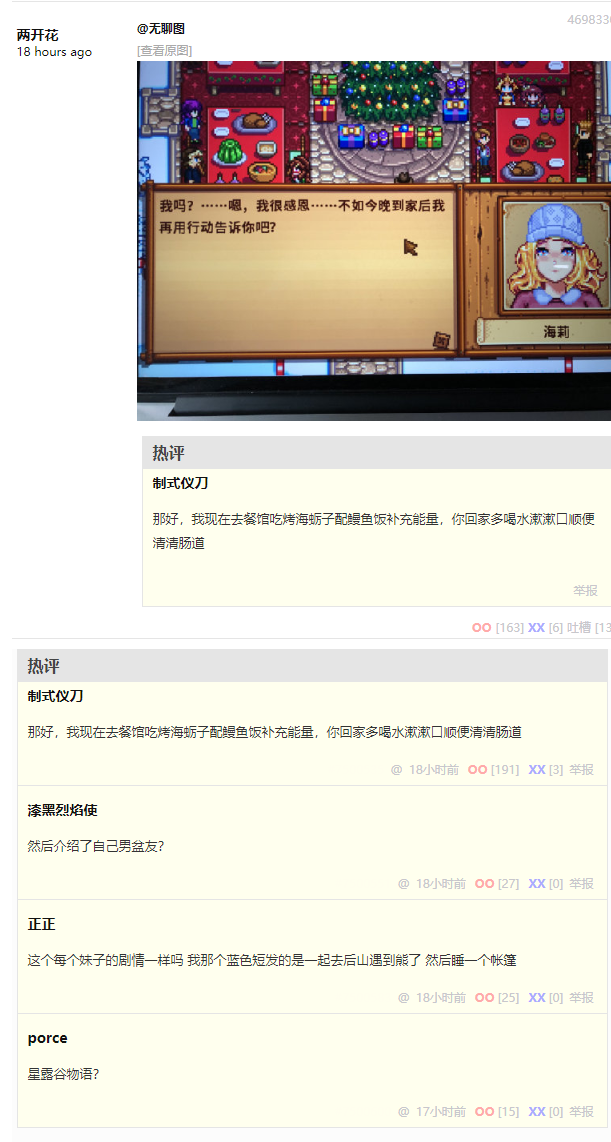 469833
两开花
@无聊图
18 hours ago
[查看原图]
我吗？……嗯，我很感恩……不如今晚到家后我
再用行动告诉你吧？
海莉
热评
制式仪刀
那好，我现在去餐馆吃烤海蛎子配鳗鱼饭补充能量，你回家多喝水漱漱口顺便
清清肠道
举报
OO [163] XX [6] 吐槽 [13
热评
制式仪刀
那好，我现在去餐馆吃烤海蛎子配鳗鱼饭补充能量，你回家多喝水漱漱口顺便清清肠道
@ 18小时前 OO [191] XX [3] 举报
漆黑烈焰使
然后介绍了自己男盆友？
@ 18小时前 OO [27] XX [0] 举报
正正
这个每个妹子的剧情一样吗 我那个蓝色短发的是一起去后山遇到熊了 然后睡一个帐篷
@ 18小时前 OO [25] XX [0] 举报
porce
星露谷物语？
@ 17小时前 OO [15] XX [0] 举报